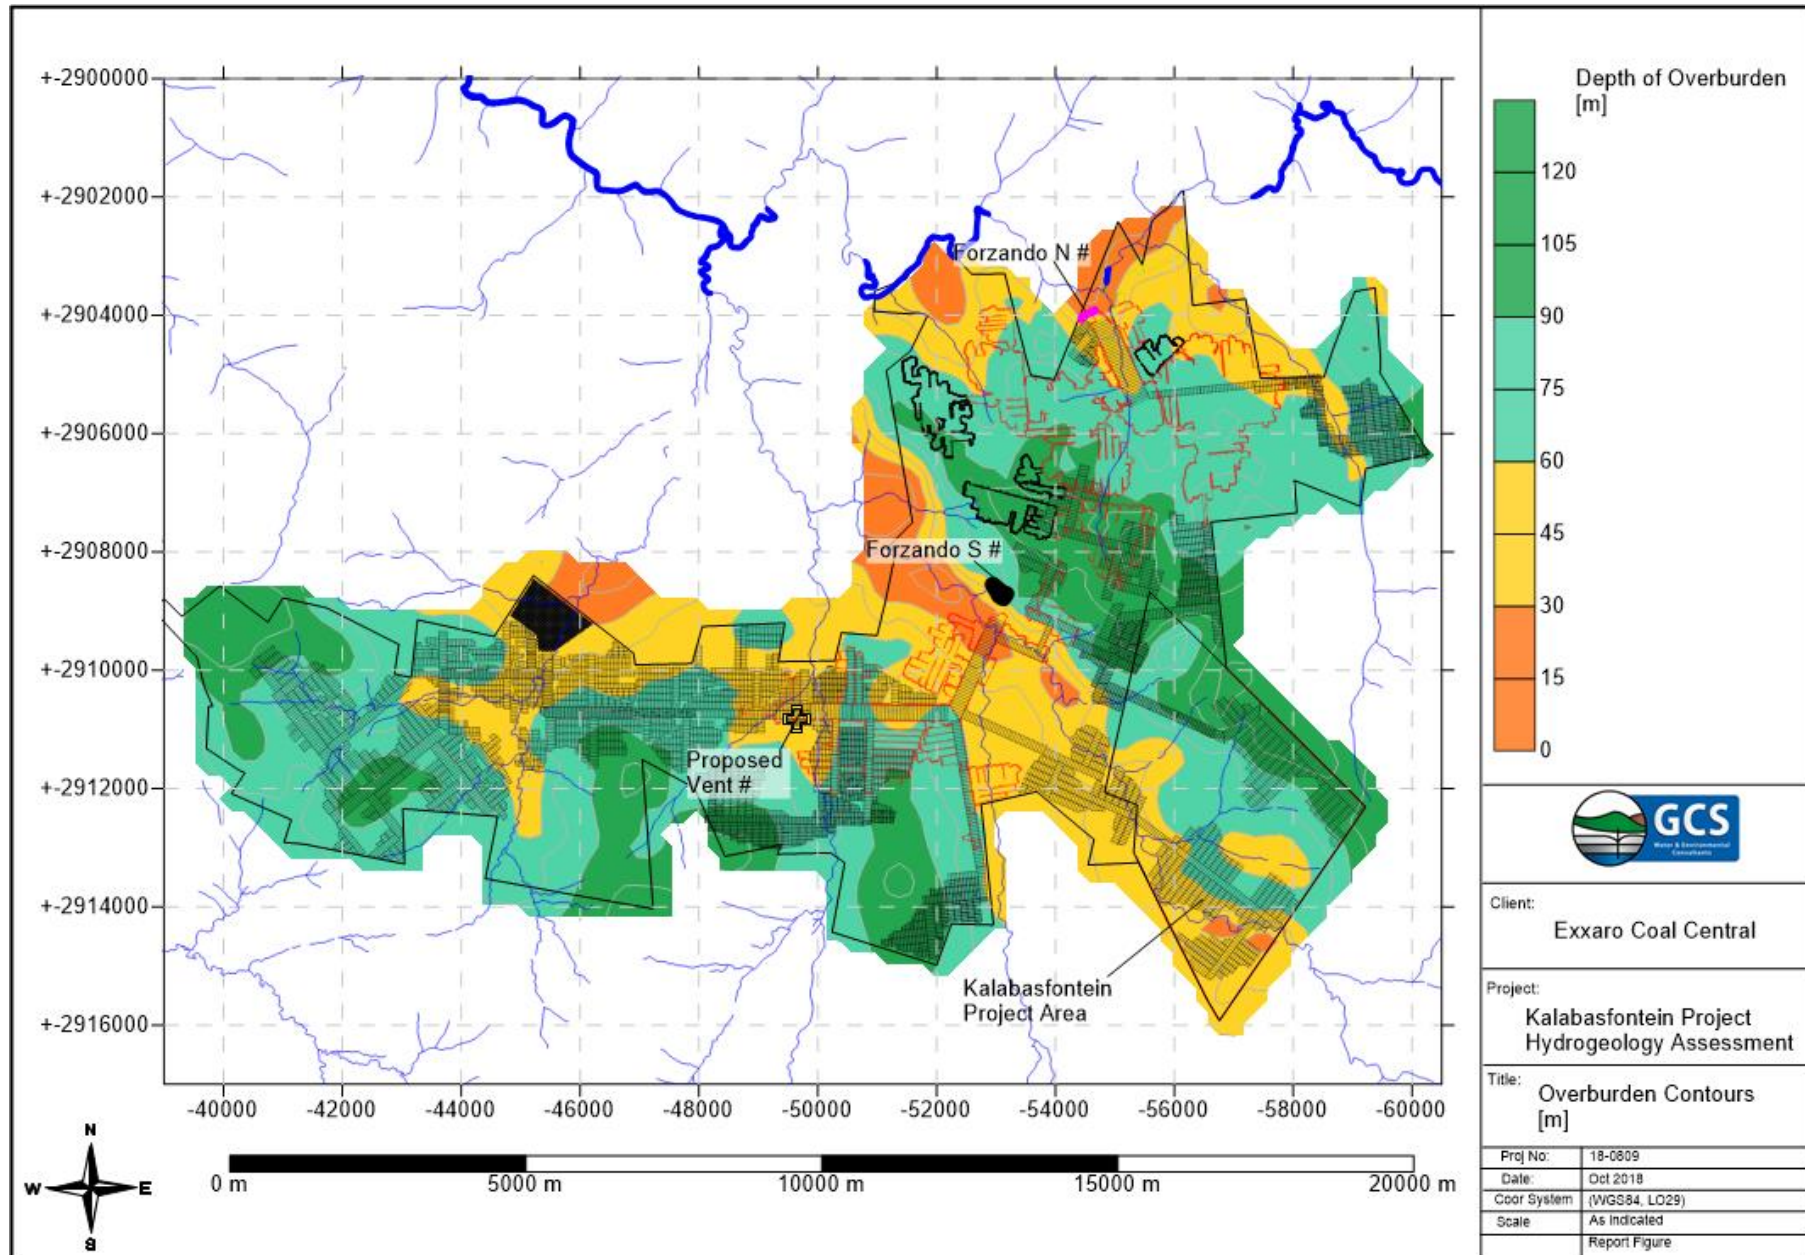 +-2900000
+-2902000
+-2904000
+-2906000
+-2908000
+-2910000
+-2912000
+-2914000
+-2916000
-40000
-42000
-44000
-46000
-48000
-50000
-52000
-54000
-56000
-58000
-60000
Forzando N #
Forzando S #
Proposed
Vent #
Kalabasfontein
Project Area
N
W
E
S
0 m
5000 m
10000 m
15000 m
20000 m
Depth of Overburden
[m]
120
105
90
75
60
45
30
15
0
GCS
Water & Environmental
Consultants
Client:
Exxaro Coal Central
Project:
Kalabasfontein Project
Hydrogeology Assessment
Title:
Overburden Contours
[m]
Proj No:
18-0809
Date:
Oct 2018
Coor System
(WGS84, LO29)
Scale
As Indicated
Report Figure